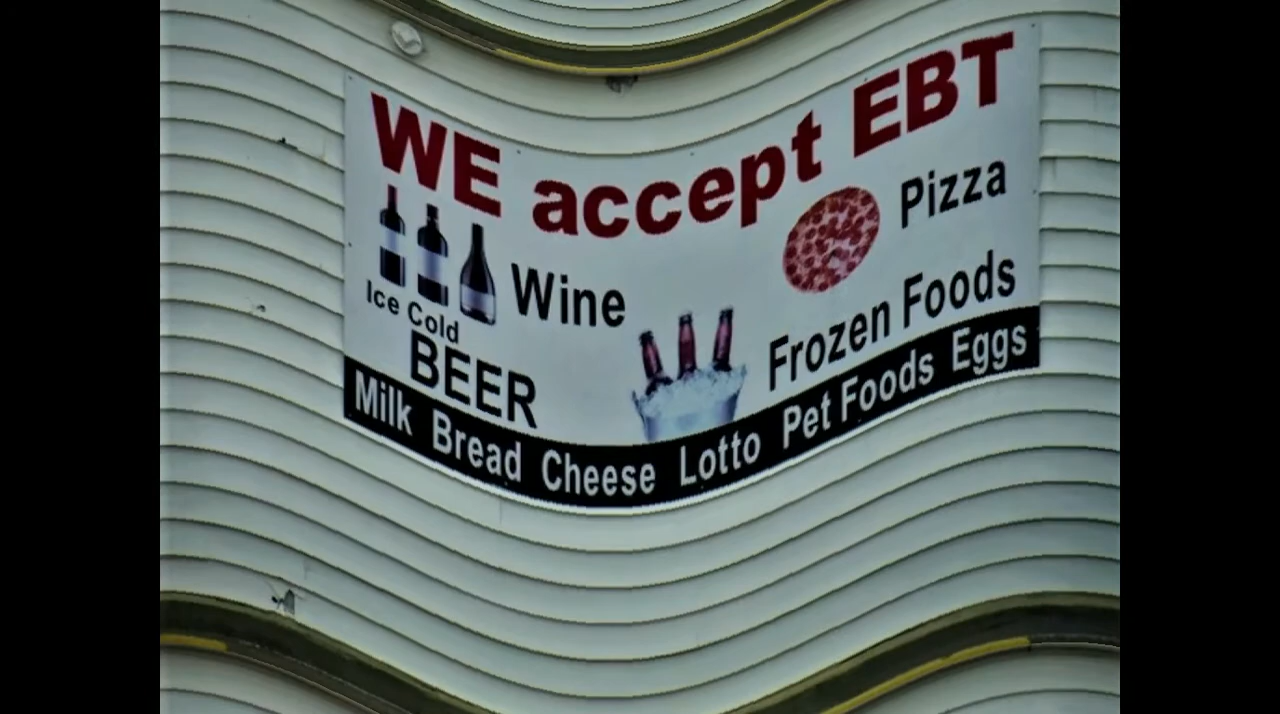 WE accept EBT
Pizza
Wine
Ice Cold
BEER
Frozen Foods
Milk Bread Cheese Lotto Pet Foods Eggs